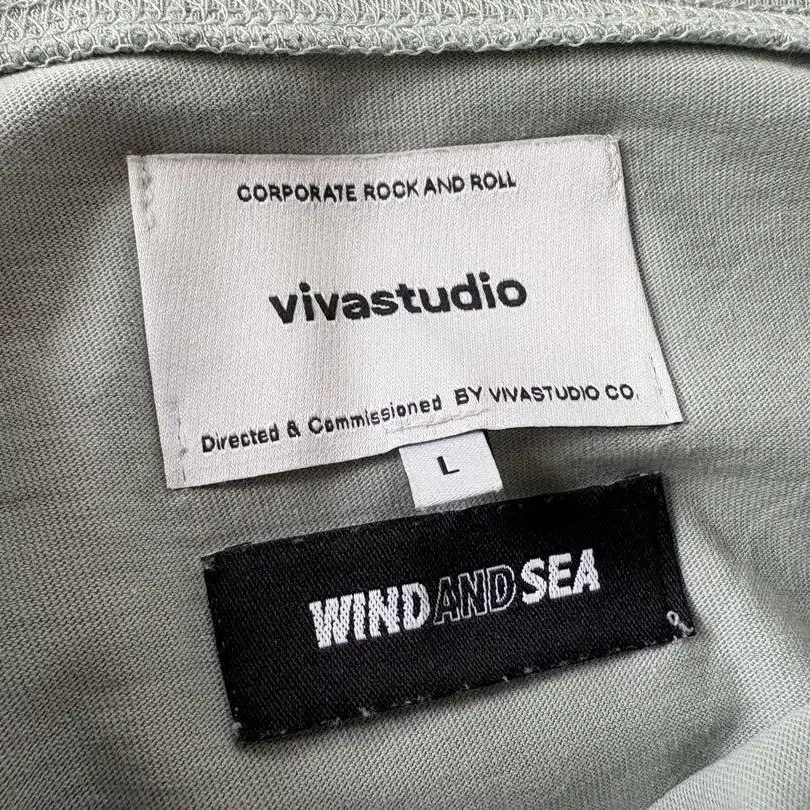 CORPORATE ROCK AND ROLL
vivastudio
Directed & Commissioned BY VIVASTUDIO CO.
L
WIND AND SEA